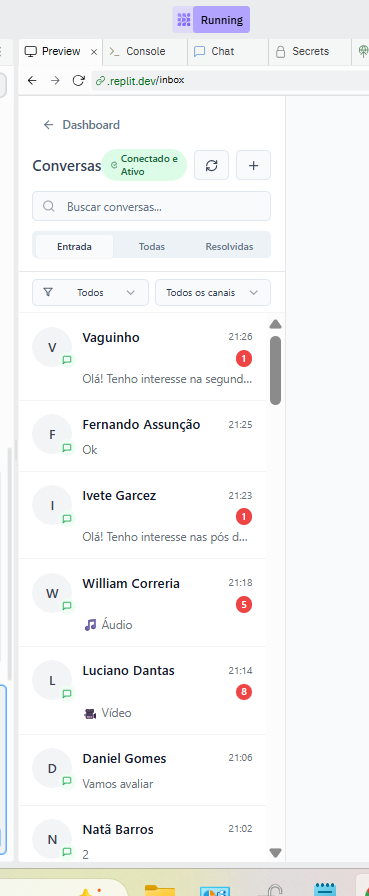 Running
Preview × Console Chat Secrets
.replit.dev/inbox
Dashboard
Conversas
Conectado e
Ativo
Buscar conversas...
Entrada Todas Resolvidas
Todos Todos os canais
V Vaguinho 21:26
1
Olá! Tenho interesse na segund...
F Fernando Assunção 21:25
Ok
I Ivete Garcez 21:23
1
Olá! Tenho interesse nas pós d...
W William Correria 21:18
5
Áudio
L Luciano Dantas 21:14
8
Vídeo
D Daniel Gomes 21:06
Vamos avaliar
N Natã Barros 21:02
2